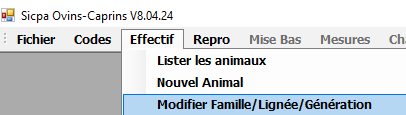 Sicpa Ovins-Caprins V8.04.24
Fichier Codes Effectif Repro Mise Bas Mesures Cha
Lister les animaux
Nouvel Animal
Modifier Famille/Lignée/Génération